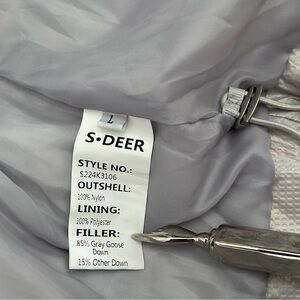 L
S•DEER
STYLE NO.:
S224K3106
OUTSHELL:
100% Nylon
LINING:
100% Polyester
FILLER:
85% Gray Goose
Down
15% Other Down